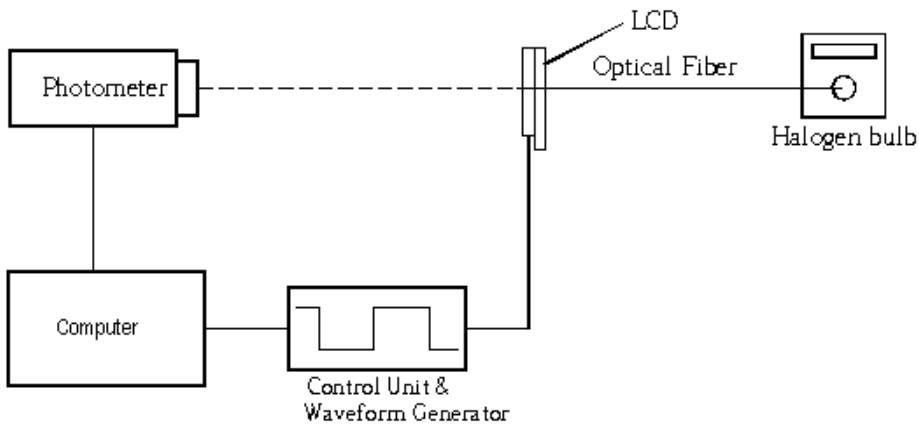 LCD
Photometer
Optical Fiber
Halogen bulb
Computer
Control Unit &
Waveform Generator